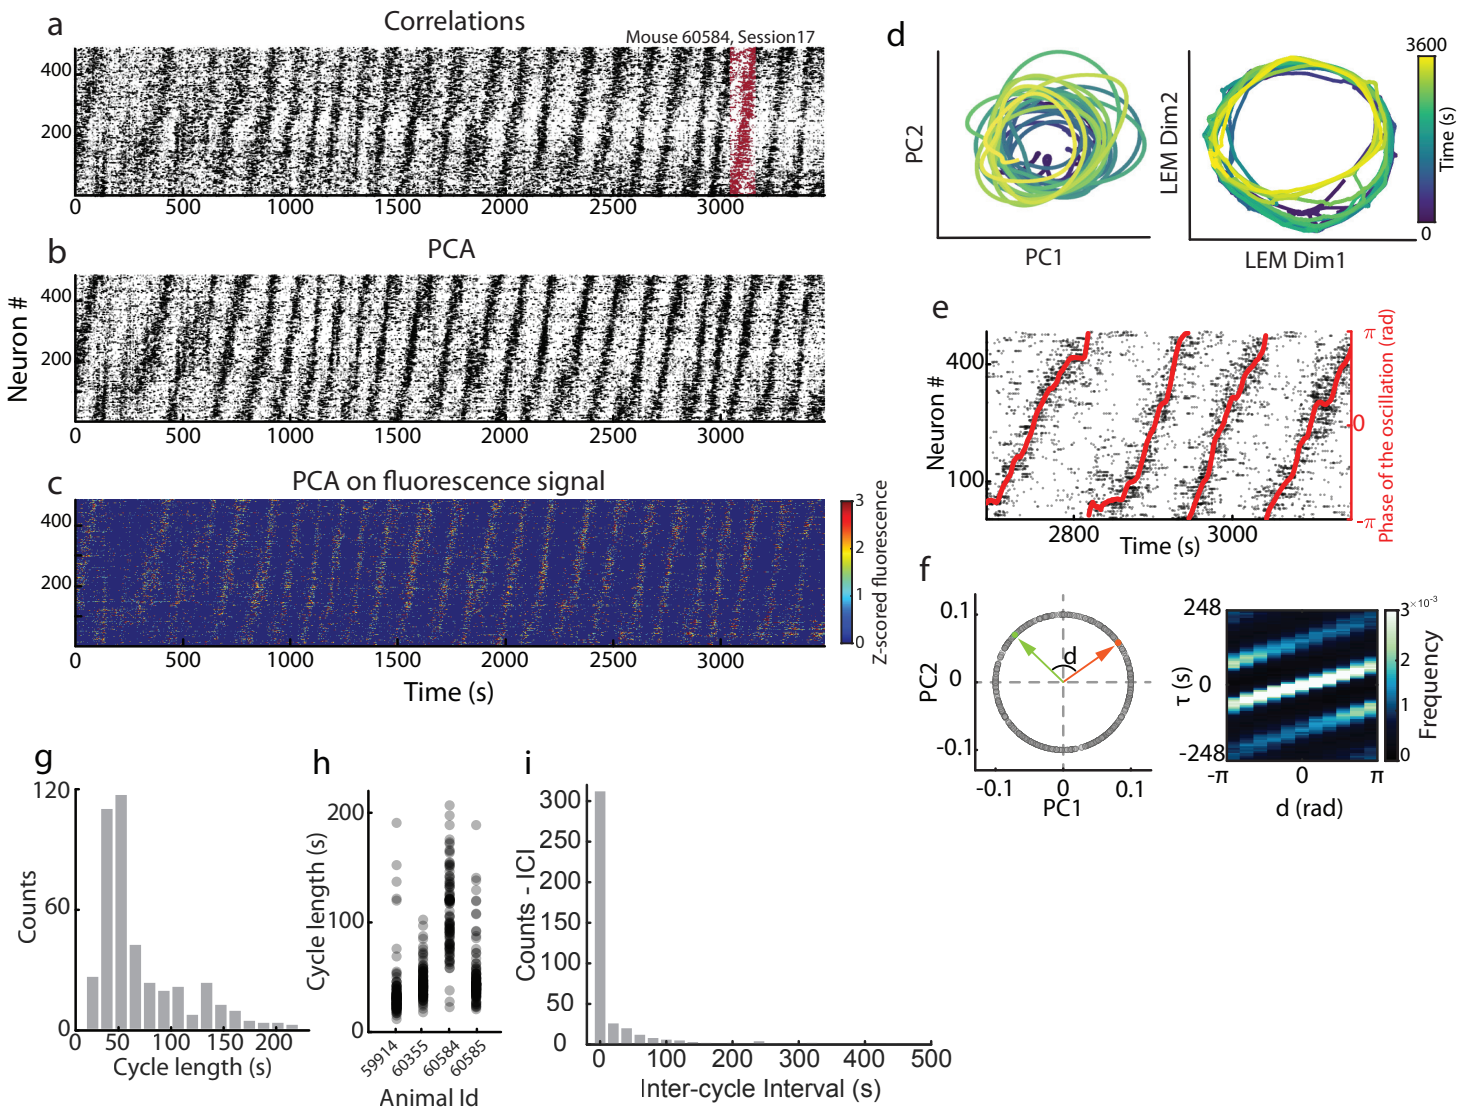 a
Correlations
Mouse 60584, Session17
400
200
0 500 1000 1500 2000 2500 3000
b
PCA
400
200
0 500 1000 1500 2000 2500 3000
Neuron #
c
PCA on fluorescence signal
400
200
0 500 1000 1500 2000 2500 3000
Time (s)
3
2
1
0
Z-scored fluorescence
d
PC2
PC1
LEM Dim2
LEM Dim1
3600
0
Time (s)
e
Neuron #
400
100
2800 3000
Time (s)
π
0
-π
Phase of the oscillation (rad)
f
PC2
0.1
0
-0.1
-0.1 0 0.1
PC1
d
τ (s)
248
0
-248
-π 0 π
d (rad)
3 ×10⁻³
2
1
0
Frequency
g
Counts
120
60
0
0 50 100 150 200
Cycle length (s)
h
Cycle length (s)
200
100
0
59914 60355 60584 60585
Animal Id
i
Counts - ICI
300
250
200
150
100
50
0
0 100 200 300 400 500
Inter-cycle Interval (s)